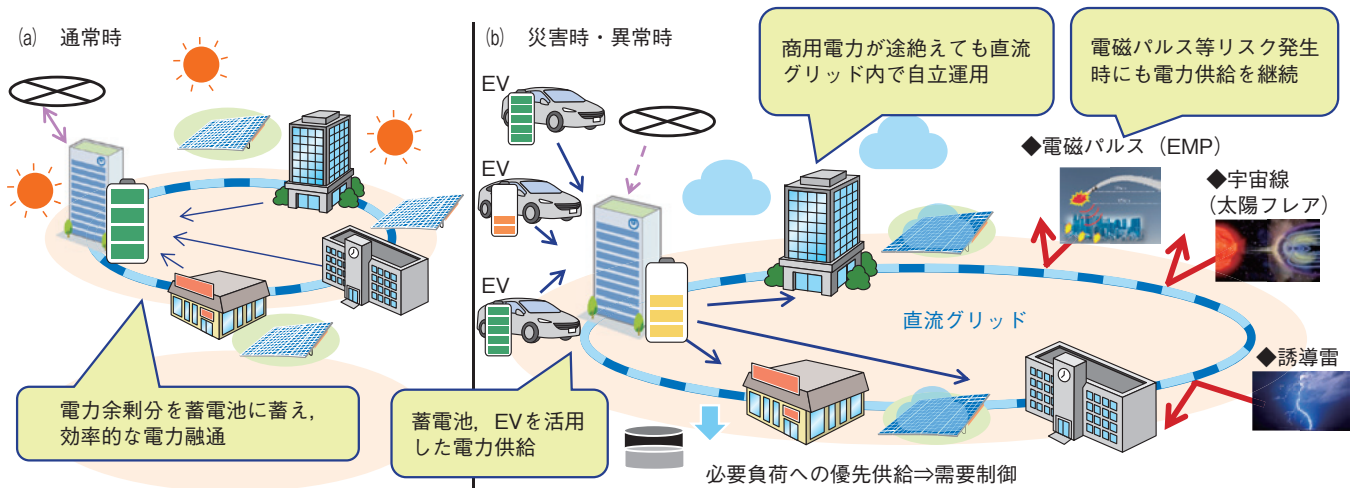 (a) 通常時
電力余剰分を蓄電池に蓄え，
効率的な電力融通
(b) 災害時・異常時
EV
EV
EV
商用電力が途絶えても直流
グリッド内で自立運用
電磁パルス等リスク発生
時にも電力供給を継続
◆電磁パルス（EMP）
◆宇宙線
（太陽フレア）
直流グリッド
◆誘導雷
蓄電池，EVを活用
した電力供給
必要負荷への優先供給⇒需要制御